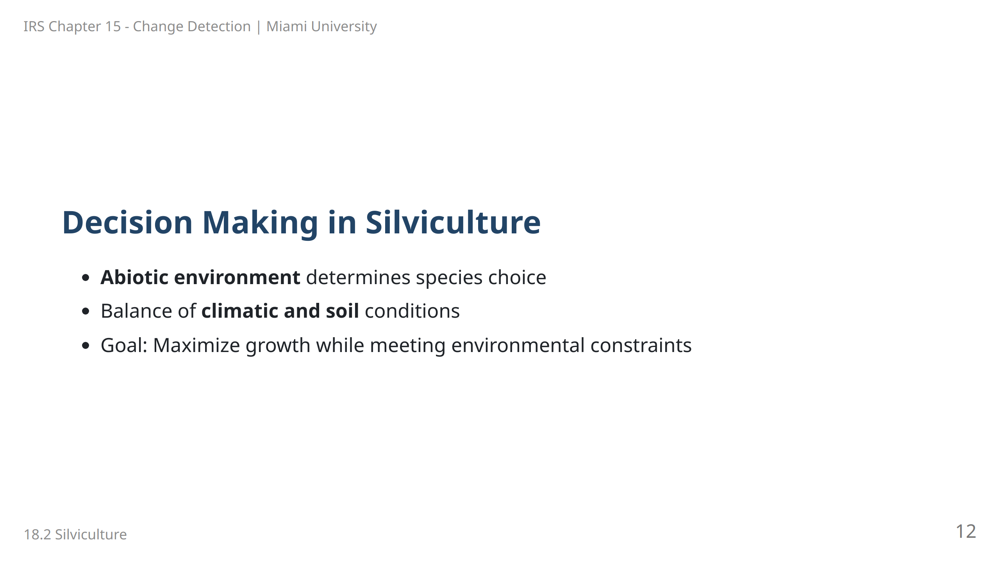 IRS Chapter 15 - Change Detection | Miami University
Decision Making in Silviculture
• Abiotic environment determines species choice
• Balance of climatic and soil conditions
• Goal: Maximize growth while meeting environmental constraints
18.2 Silviculture
12